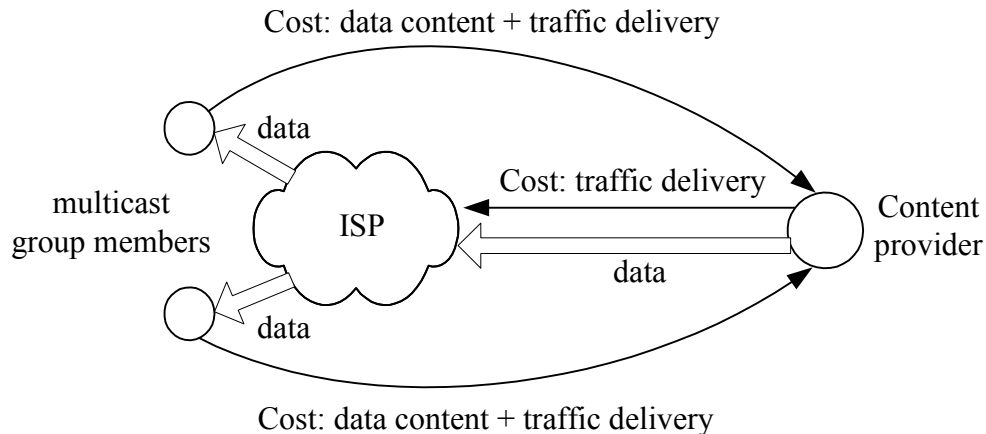 Cost: data content + traffic delivery
data
Cost: traffic delivery
multicast
group members
ISP
Content
provider
data
data
Cost: data content + traffic delivery